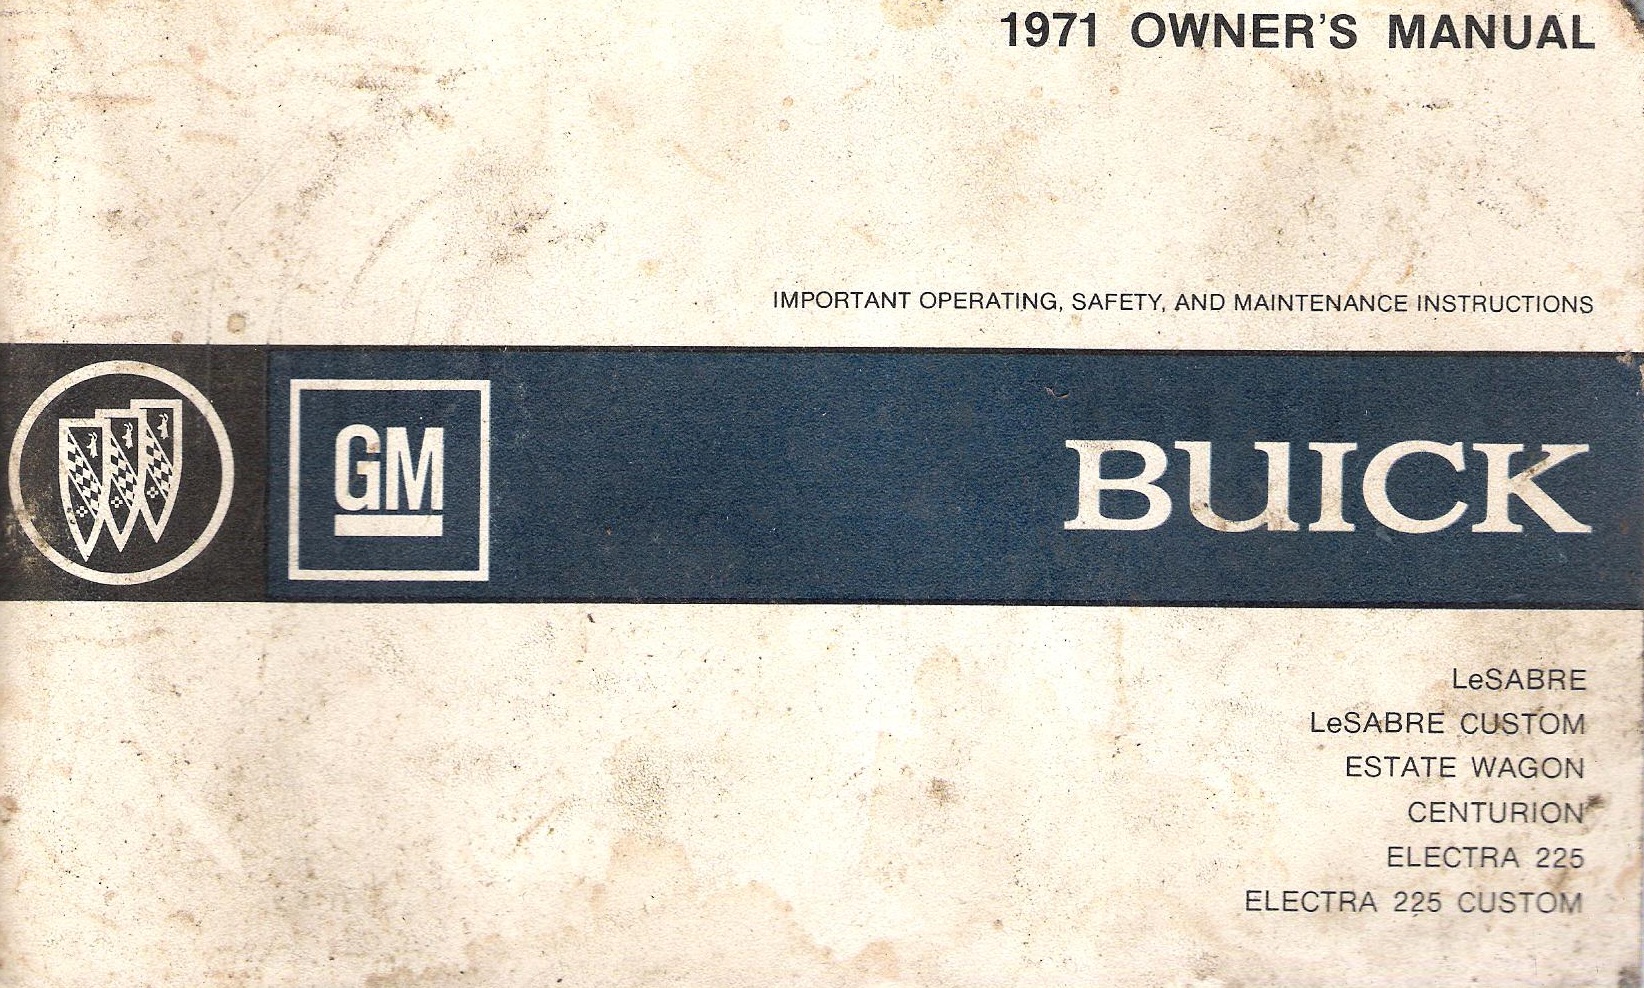 1971 OWNER'S MANUAL
IMPORTANT OPERATING, SAFETY, AND MAINTENANCE INSTRUCTIONS
GM
BUICK
LeSABRE
LeSABRE CUSTOM
ESTATE WAGON
CENTURION
ELECTRA 225
ELECTRA 225 CUSTOM